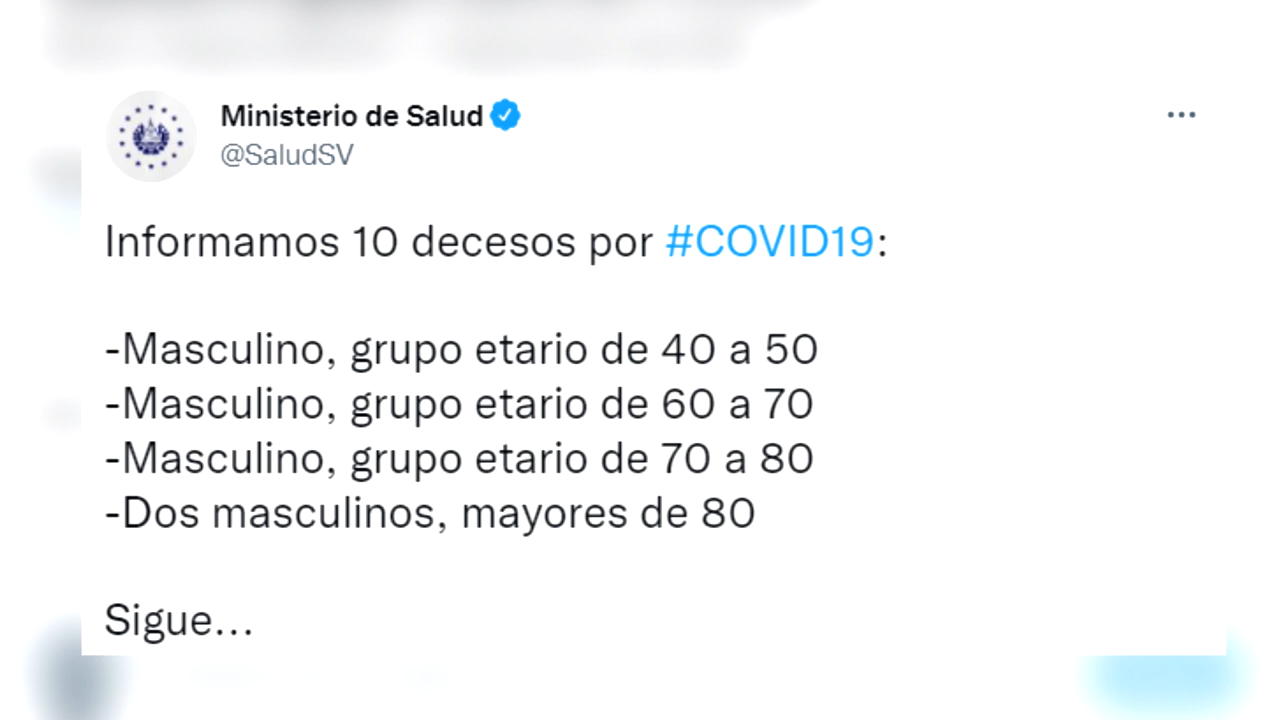 Ministerio de Salud
@SaludSV
Informamos 10 decesos por #COVID19:
-Masculino, grupo etario de 40 a 50
-Masculino, grupo etario de 60 a 70
-Masculino, grupo etario de 70 a 80
-Dos masculinos, mayores de 80
Sigue...